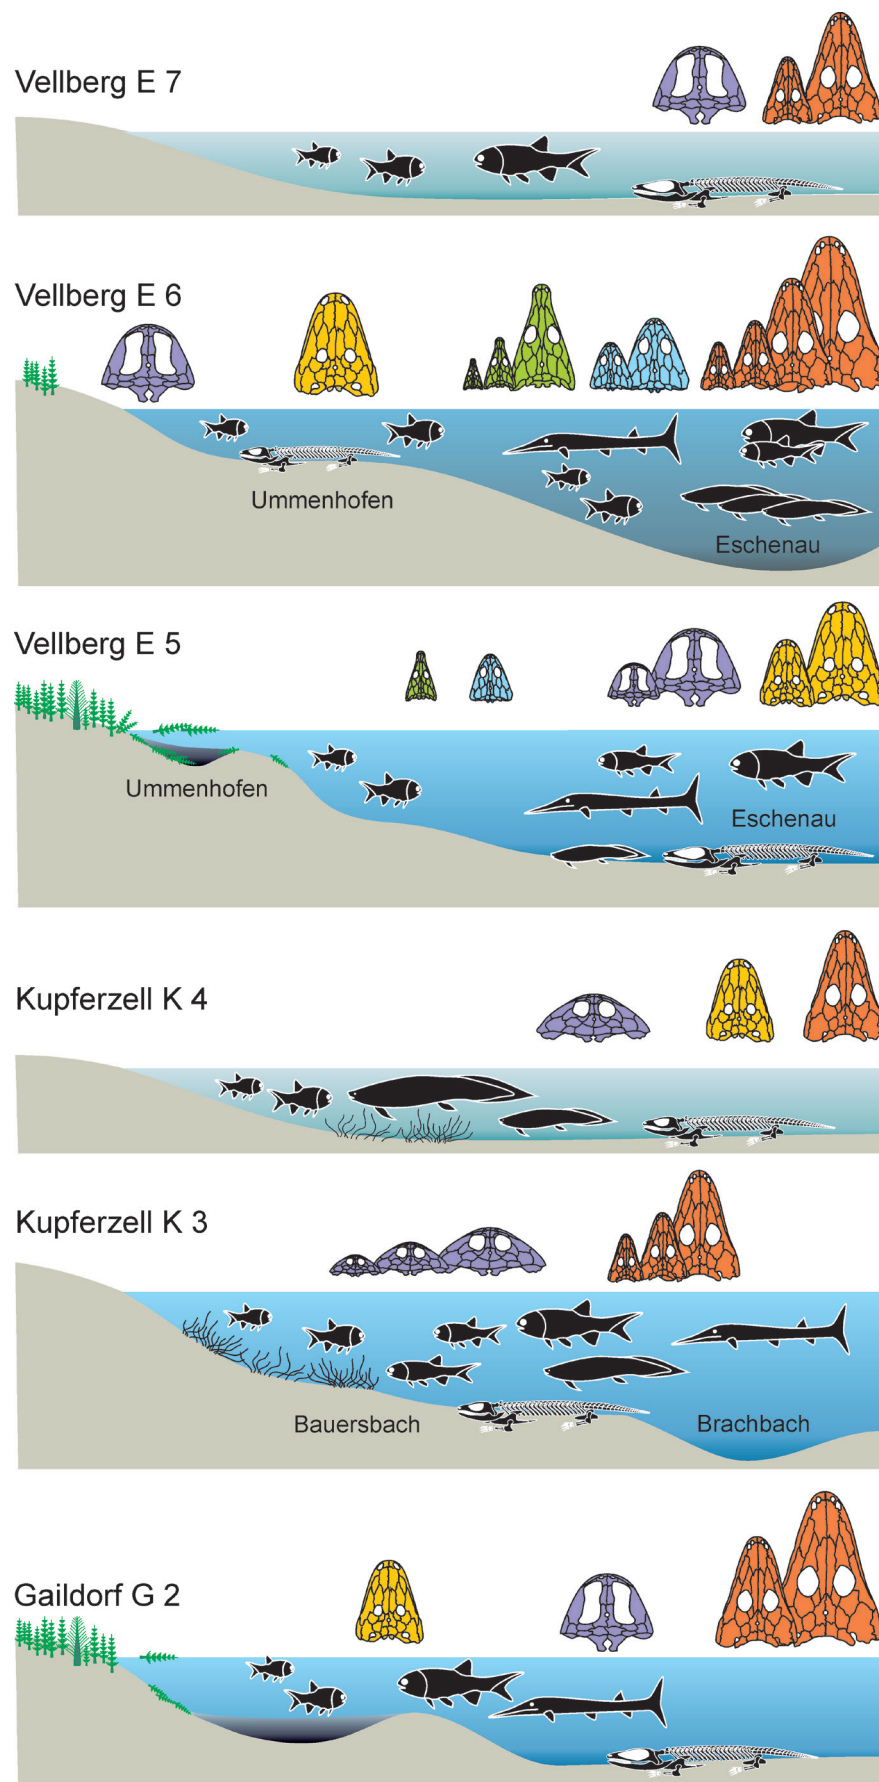 Vellberg E 7
Vellberg E 6
Ummenhofen
Eschenau
Vellberg E 5
Ummenhofen
Eschenau
Kupferzell K 4
Kupferzell K 3
Bauersbach
Brachbach
Gaildorf G 2